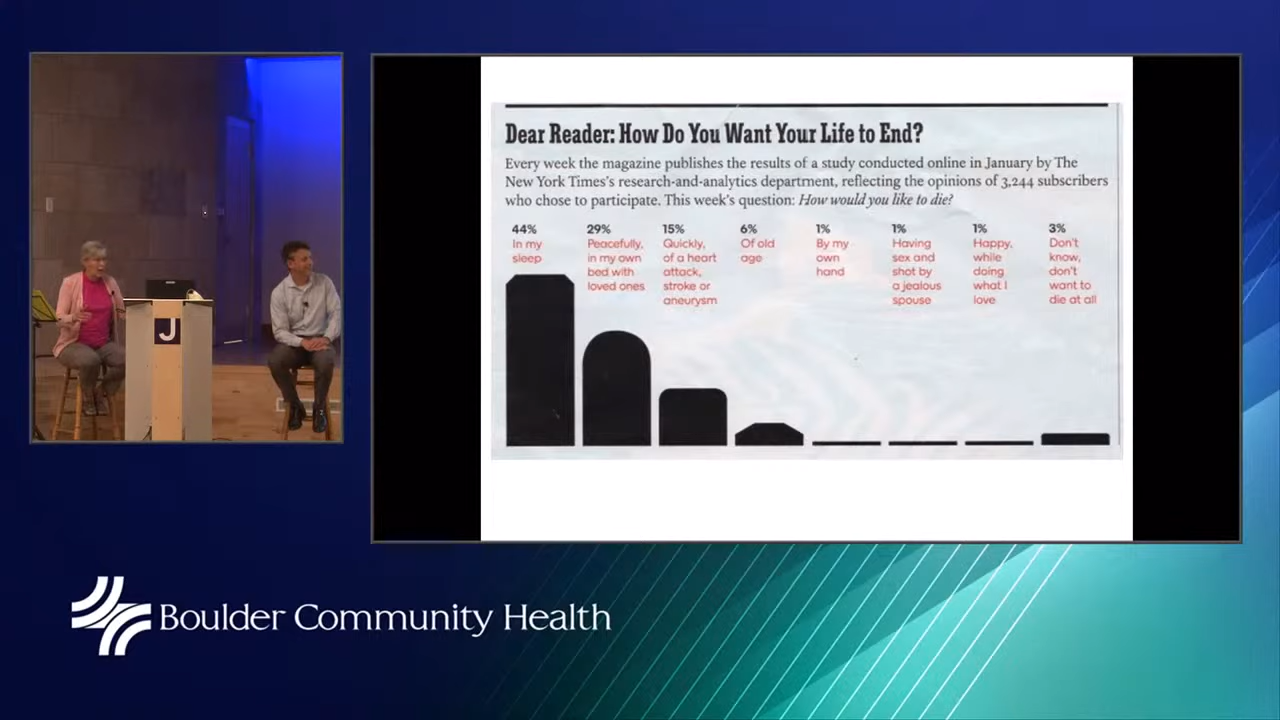 Dear Reader: How Do You Want Your Life to End?
Every week the magazine publishes the results of a study conducted online in January by The
New York Times's research-and-analytics department, reflecting the opinions of 3,244 subscribers
who chose to participate. This week's question: How would you like to die?
44%
In my
sleep
29%
Peacefully,
in my own
bed with
loved ones
15%
Quickly,
of a heart
attack,
stroke or
aneurysm
6%
Of old
age
1%
By my
own
hand
1%
Having
sex and
shot by
a jealous
spouse
1%
Happy,
while
doing
what I
love
3%
Don't
know,
don't
want to
die at all
J
Boulder Community Health